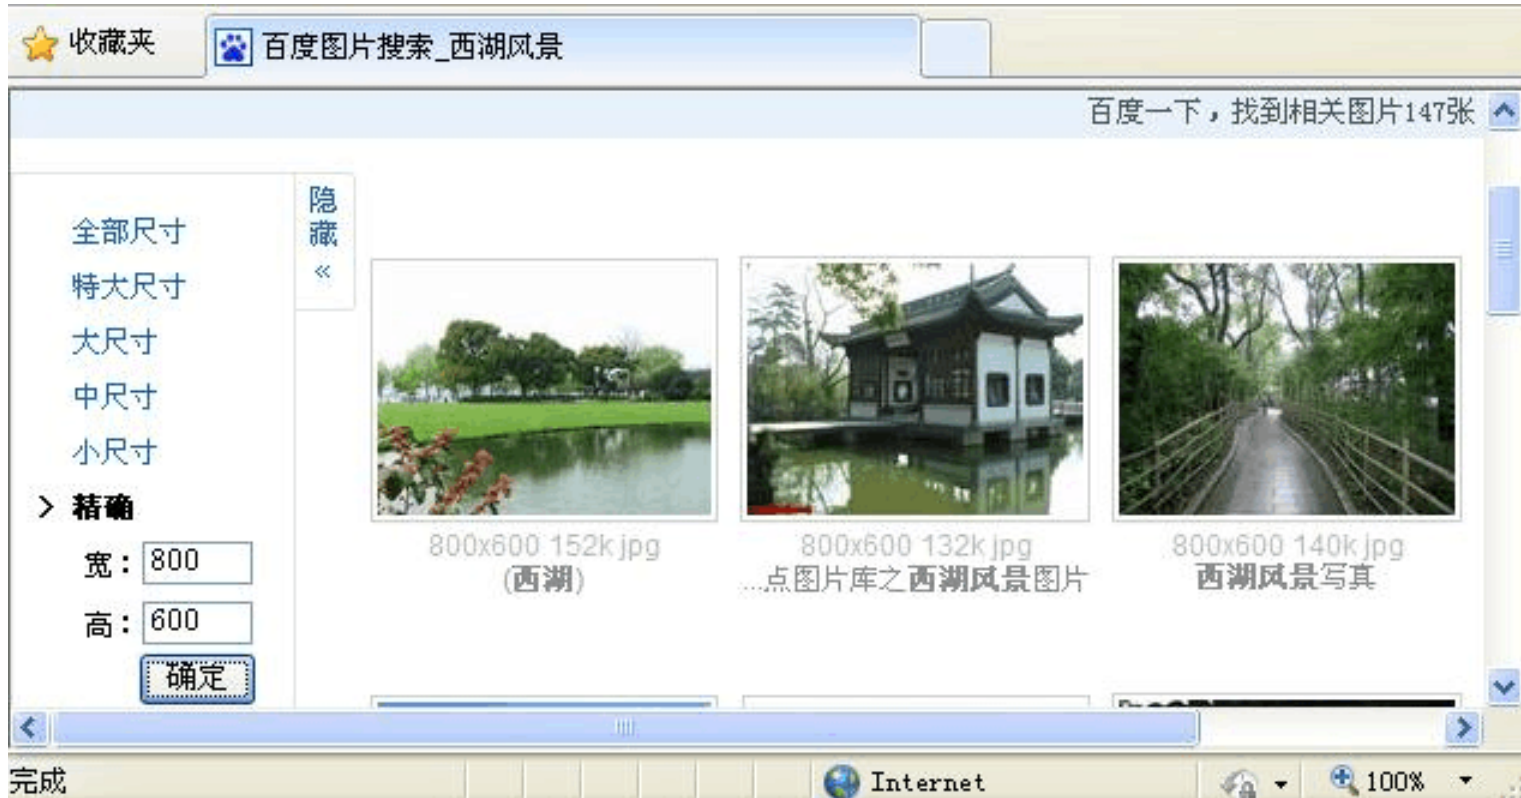 收藏夹
百度图片搜索_西湖风景
百度一下，找到相关图片147张
隐藏
«
全部尺寸
特大尺寸
大尺寸
中尺寸
小尺寸
> 精确
宽：800
高：600
确定
800x600 152k jpg
(西湖)
800x600 132k jpg
...点图片库之西湖风景图片
800x600 140k jpg
西湖风景写真
完成
Internet
100%